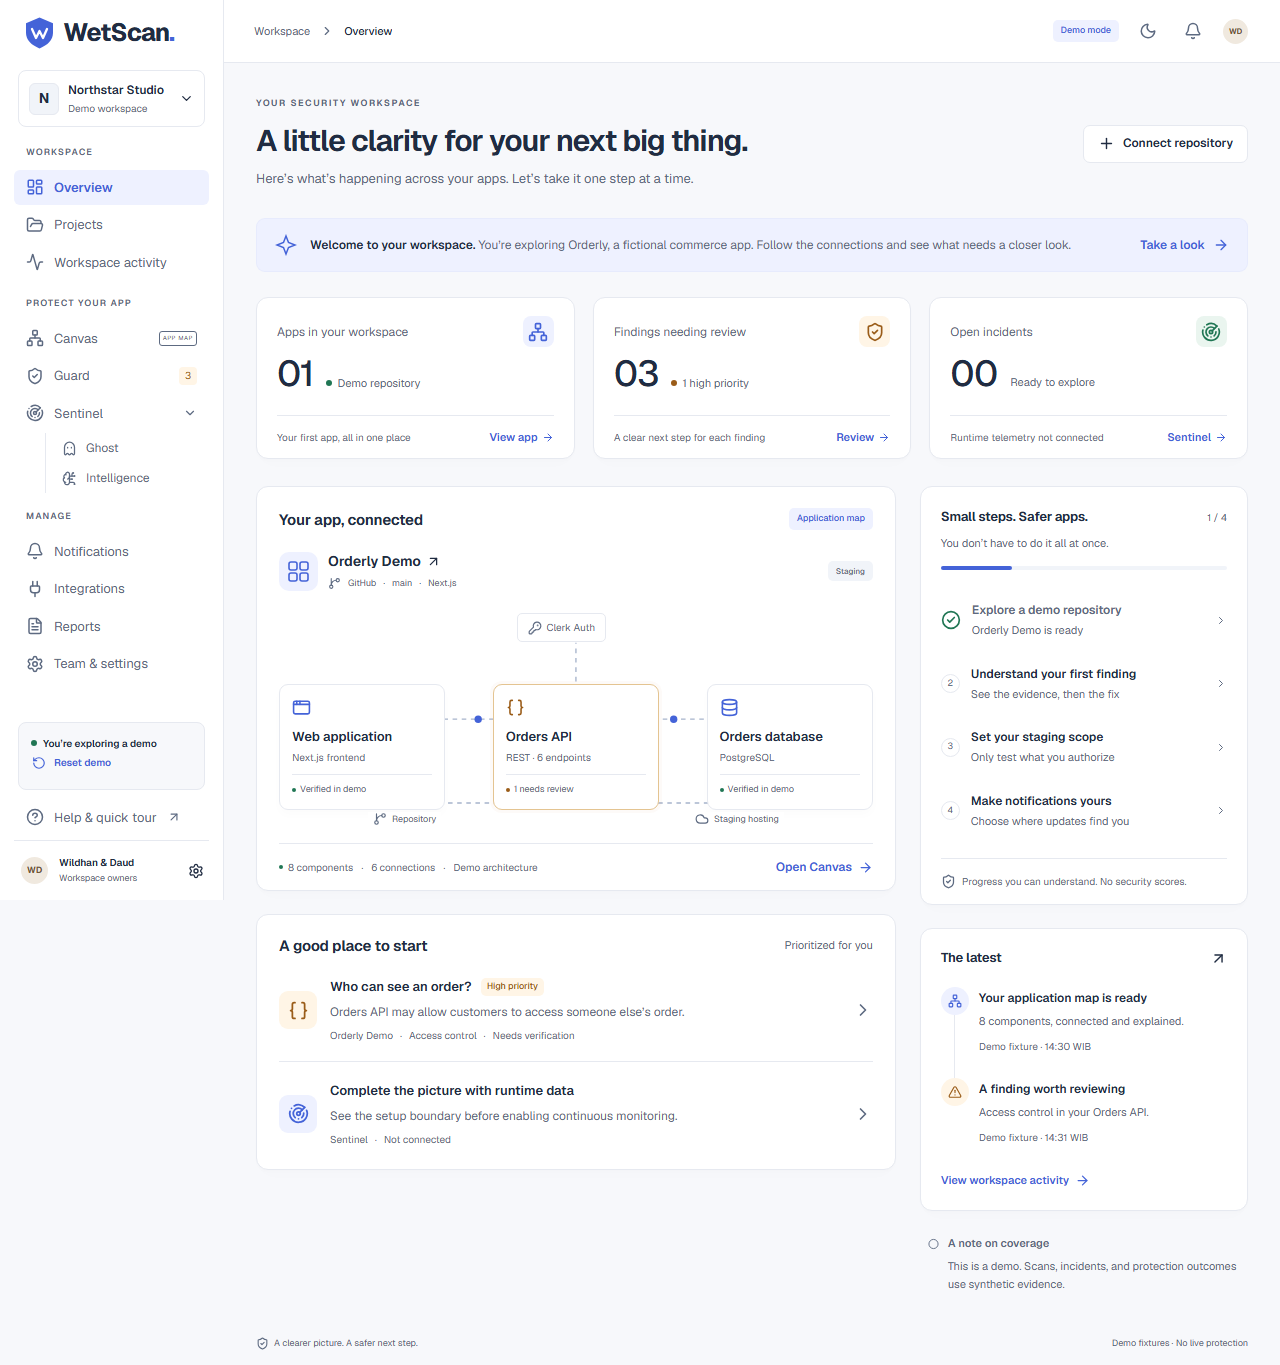 WetScan.
N
Northstar Studio
Demo workspace
WORKSPACE
Overview
Projects
Workspace activity
PROTECT YOUR APP
Canvas
APP MAP
Guard
3
Sentinel
Ghost
Intelligence
MANAGE
Notifications
Integrations
Reports
Team & settings
You're exploring a demo
Reset demo
Help & quick tour
WD
Wildhan & Daud
Workspace owners
Workspace > Overview
Demo mode
WD
YOUR SECURITY WORKSPACE
A little clarity for your next big thing.
Here's what's happening across your apps. Let's take it one step at a time.
Connect repository
Welcome to your workspace. You're exploring Orderly, a fictional commerce app. Follow the connections and see what needs a closer look.
Take a look
Apps in your workspace
01
Demo repository
Your first app, all in one place
View app
Findings needing review
03
1 high priority
A clear next step for each finding
Review
Open incidents
00
Ready to explore
Runtime telemetry not connected
Sentinel
Your app, connected
Application map
Orderly Demo
GitHub · main · Next.js
Staging
Clerk Auth
Web application
Next.js frontend
Verified in demo
Orders API
REST · 6 endpoints
1 needs review
Orders database
PostgreSQL
Verified in demo
Repository
Staging hosting
8 components · 6 connections · Demo architecture
Open Canvas
Small steps. Safer apps.
1 / 4
You don't have to do it all at once.
Explore a demo repository
Orderly Demo is ready
2
Understand your first finding
See the evidence, then the fix
3
Set your staging scope
Only test what you authorize
4
Make notifications yours
Choose where updates find you
Progress you can understand. No security scores.
A good place to start
Prioritized for you
Who can see an order?
High priority
Orders API may allow customers to access someone else's order.
Orderly Demo · Access control · Needs verification
Complete the picture with runtime data
See the setup boundary before enabling continuous monitoring.
Sentinel · Not connected
The latest
Your application map is ready
8 components, connected and explained.
Demo fixture · 14:30 WIB
A finding worth reviewing
Access control in your Orders API.
Demo fixture · 14:31 WIB
View workspace activity
A note on coverage
This is a demo. Scans, incidents, and protection outcomes
use synthetic evidence.
A clearer picture. A safer next step.
Demo fixtures · No live protection